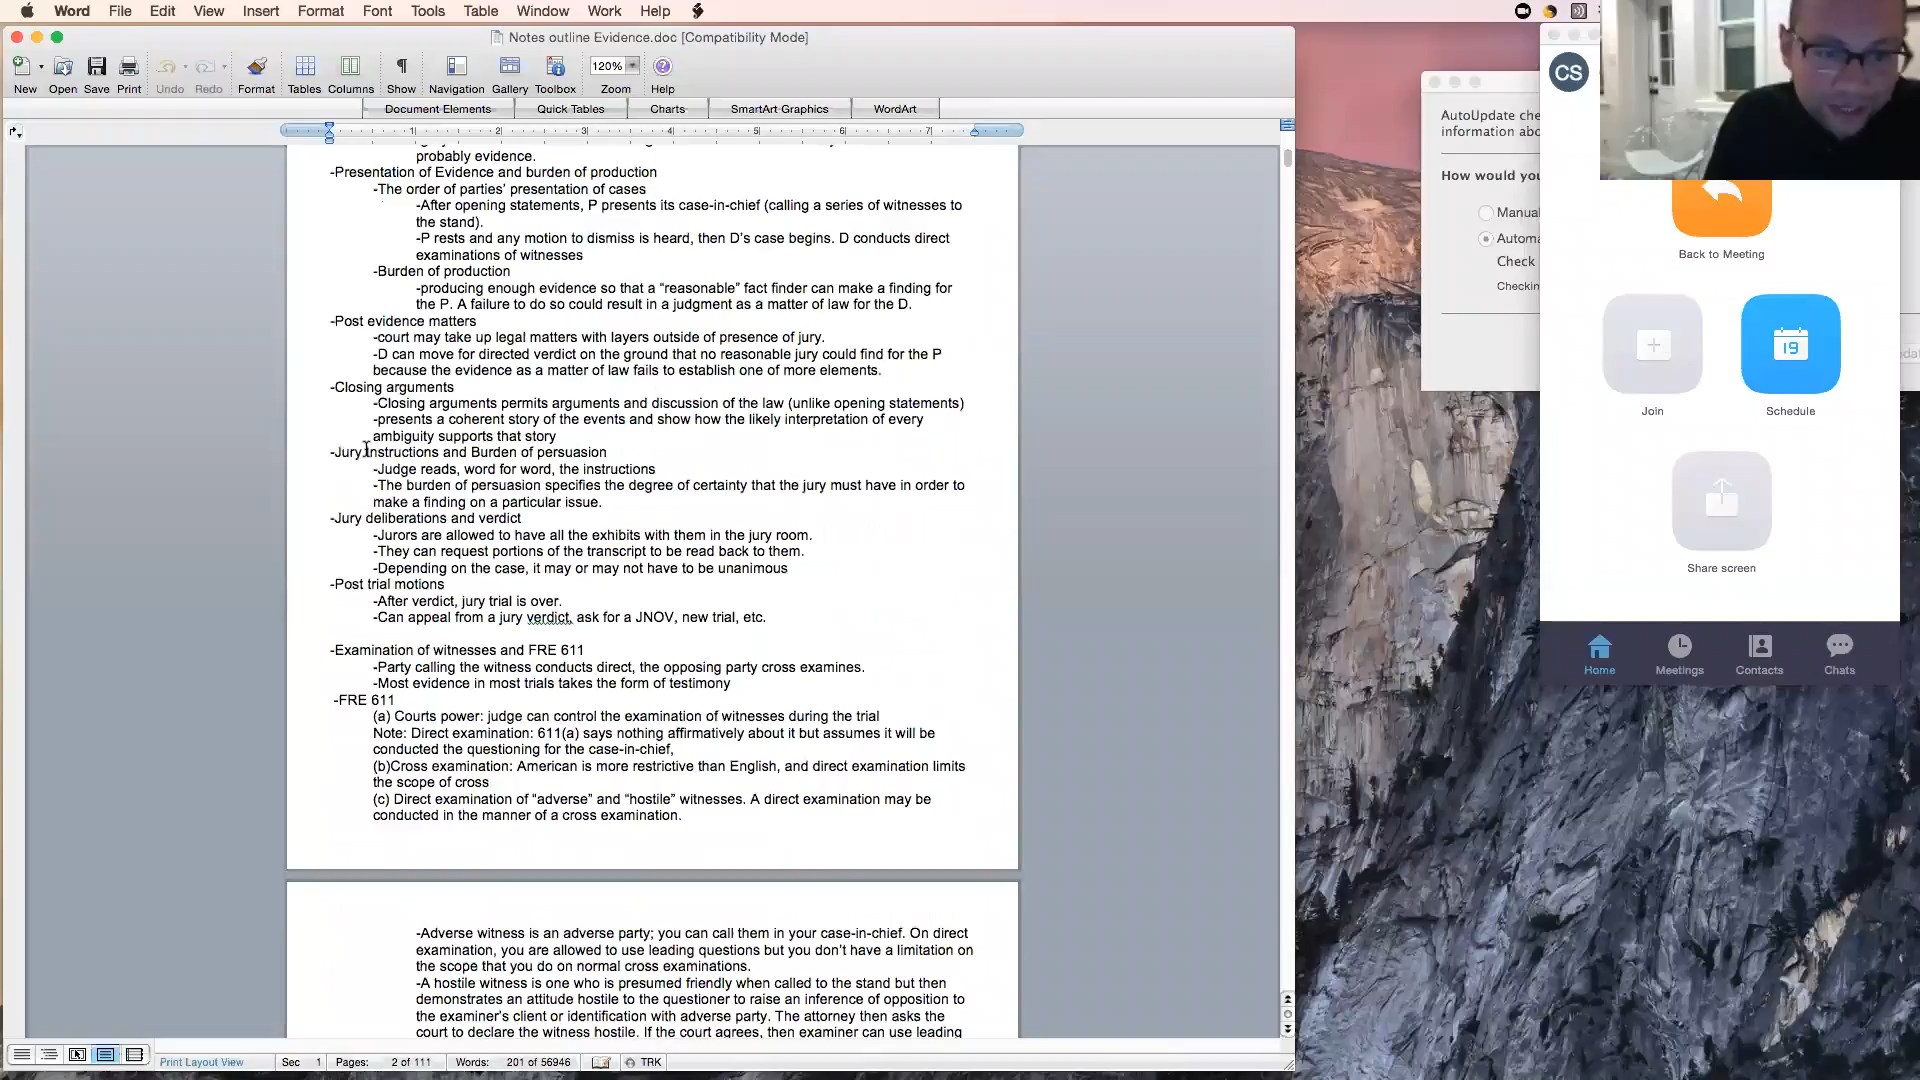 Word File Edit View Insert Format Font Tools Table Window Work Help
Notes outline Evidence.doc [Compatibility Mode]
120%
New Open Save Print Undo Redo Format Tables Columns Show Navigation Gallery Toolbox Zoom Help
Document Elements Quick Tables Charts SmartArt Graphics WordArt
1 2 3 4 5 6 7
probably evidence.
-Presentation of Evidence and burden of production
-The order of parties' presentation of cases
-After opening statements, P presents its case-in-chief (calling a series of witnesses to
the stand).
-P rests and any motion to dismiss is heard, then D's case begins. D conducts direct
examinations of witnesses
-Burden of production
-producing enough evidence so that a “reasonable” fact finder can make a finding for
the P. A failure to do so could result in a judgment as a matter of law for the D.
-Post evidence matters
-court may take up legal matters with layers outside of presence of jury.
-D can move for directed verdict on the ground that no reasonable jury could find for the P
because the evidence as a matter of law fails to establish one of more elements.
-Closing arguments
-Closing arguments permits arguments and discussion of the law (unlike opening statements)
-presents a coherent story of the events and show how the likely interpretation of every
ambiguity supports that story
-Jury Instructions and Burden of persuasion
-Judge reads, word for word, the instructions
-The burden of persuasion specifies the degree of certainty that the jury must have in order to
make a finding on a particular issue.
-Jury deliberations and verdict
-Jurors are allowed to have all the exhibits with them in the jury room.
-They can request portions of the transcript to be read back to them.
-Depending on the case, it may or may not have to be unanimous
-Post trial motions
-After verdict, jury trial is over.
-Can appeal from a jury verdict, ask for a JNOV, new trial, etc.
-Examination of witnesses and FRE 611
-Party calling the witness conducts direct, the opposing party cross examines.
-Most evidence in most trials takes the form of testimony
-FRE 611
(a) Courts power: judge can control the examination of witnesses during the trial
Note: Direct examination: 611(a) says nothing affirmatively about it but assumes it will be
conducted the questioning for the case-in-chief,
(b)Cross examination: American is more restrictive than English, and direct examination limits
the scope of cross
(c) Direct examination of “adverse” and “hostile” witnesses. A direct examination may be
conducted in the manner of a cross examination.
-Adverse witness is an adverse party; you can call them in your case-in-chief. On direct
examination, you are allowed to use leading questions but you don't have a limitation on
the scope that you do on normal cross examinations.
-A hostile witness is one who is presumed friendly when called to the stand but then
demonstrates an attitude hostile to the questioner to raise an inference of opposition to
the examiner's client or identification with adverse party. The attorney then asks the
court to declare the witness hostile. If the court agrees, then examiner can use leading
Print Layout View Sec 1 Pages: 2 of 111 Words: 201 of 56946 TRK
AutoUpdate che
information abo
How would you
Manual
Automa
Check
Checkin
CS
Back to Meeting
19
Join Schedule
Share screen
Home Meetings Contacts Chats